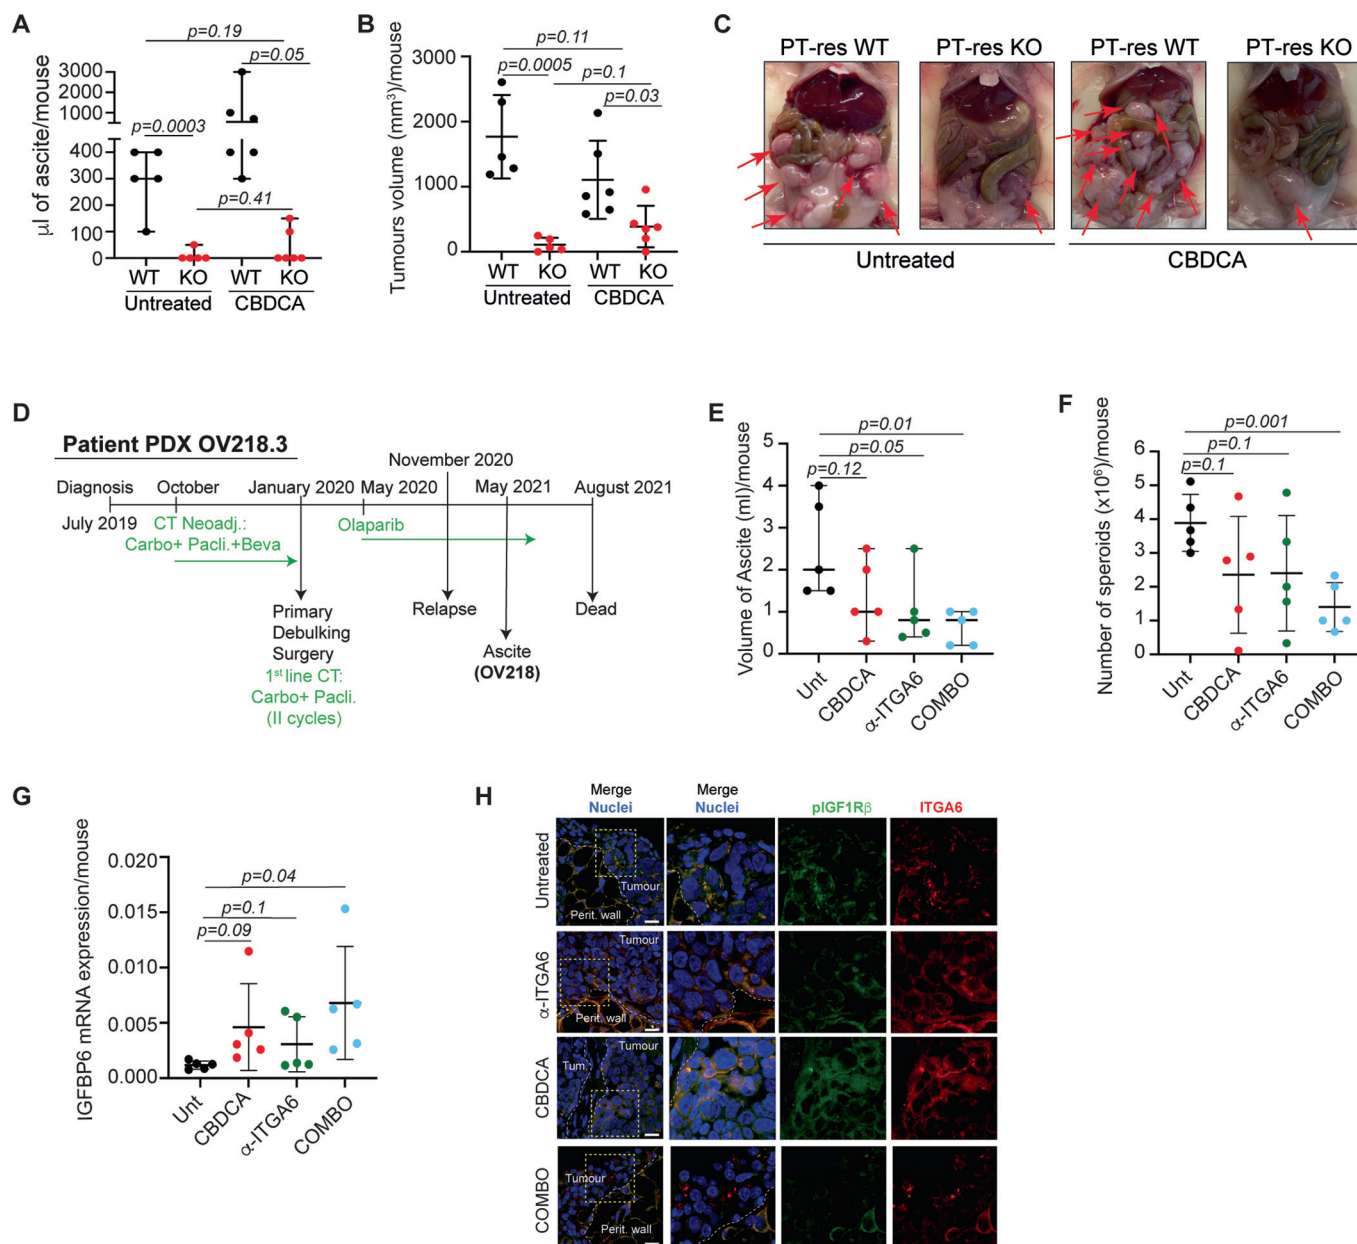 A
p=0.19
p=0.05
p=0.0003
p=0.41
µl of ascite/mouse
3000
2000
1000
400
300
200
100
0
WT KO WT KO
Untreated CBDCA
B
p=0.11
p=0.0005
p=0.1
p=0.03
Tumours volume (mm³)/mouse
3000
2000
1000
0
WT KO WT KO
Untreated CBDCA
C
PT-res WT PT-res KO PT-res WT PT-res KO
Untreated CBDCA
D
Patient PDX OV218.3
November 2020
Diagnosis October January 2020 May 2020 May 2021 August 2021
July 2019
CT Neoadj.:
Carbo+ Pacli.+Beva
Olaparib
Primary
Debulking
Surgery
1st line CT:
Carbo+ Pacli.
(II cycles)
Relapse
Ascite
(OV218)
Dead
E
p=0.01
p=0.05
p=0.12
Volume of Ascite (ml)/mouse
5
4
3
2
1
0
Unt CBDCA α-ITGA6 COMBO
F
p=0.001
p=0.1
p=0.1
Number of speroids (x10⁶)/mouse
6
5
4
3
2
1
0
Unt CBDCA α-ITGA6 COMBO
G
p=0.04
p=0.1
p=0.09
IGFBP6 mRNA expression/mouse
0.020
0.015
0.010
0.005
0.000
Unt CBDCA α-ITGA6 COMBO
H
Merge Merge
Nuclei Nuclei pIGF1Rβ ITGA6
Untreated
Tumour
Perit. wall
α-ITGA6
Tumour
Perit. wall
CBDCA
Tumour
Tum.
COMBO
Tumour
Perit. wall